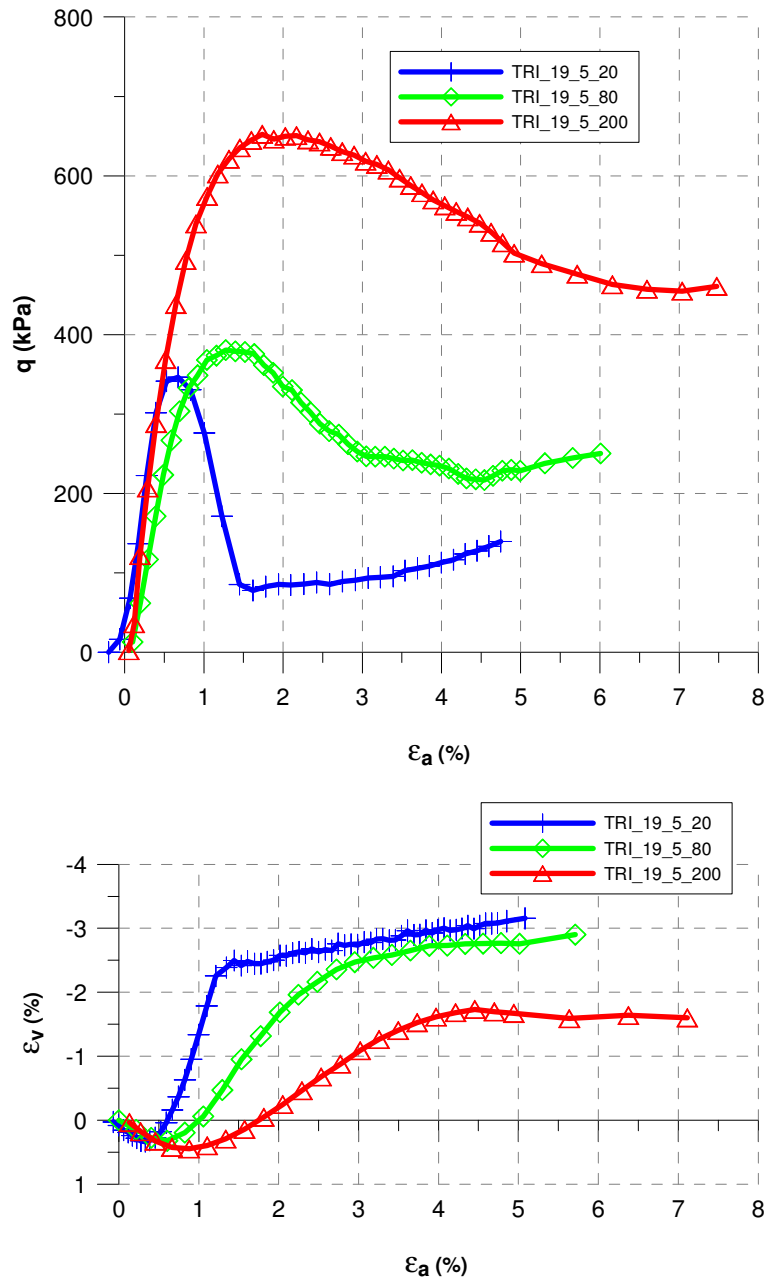 800
TRI_19_5_20
TRI_19_5_80
TRI_19_5_200
600
q (kPa)
400
200
0
0 1 2 3 4 5 6 7 8
εa (%)
TRI_19_5_20
TRI_19_5_80
TRI_19_5_200
-4
-3
-2
εv (%)
-1
0
1
0 1 2 3 4 5 6 7 8
εa (%)